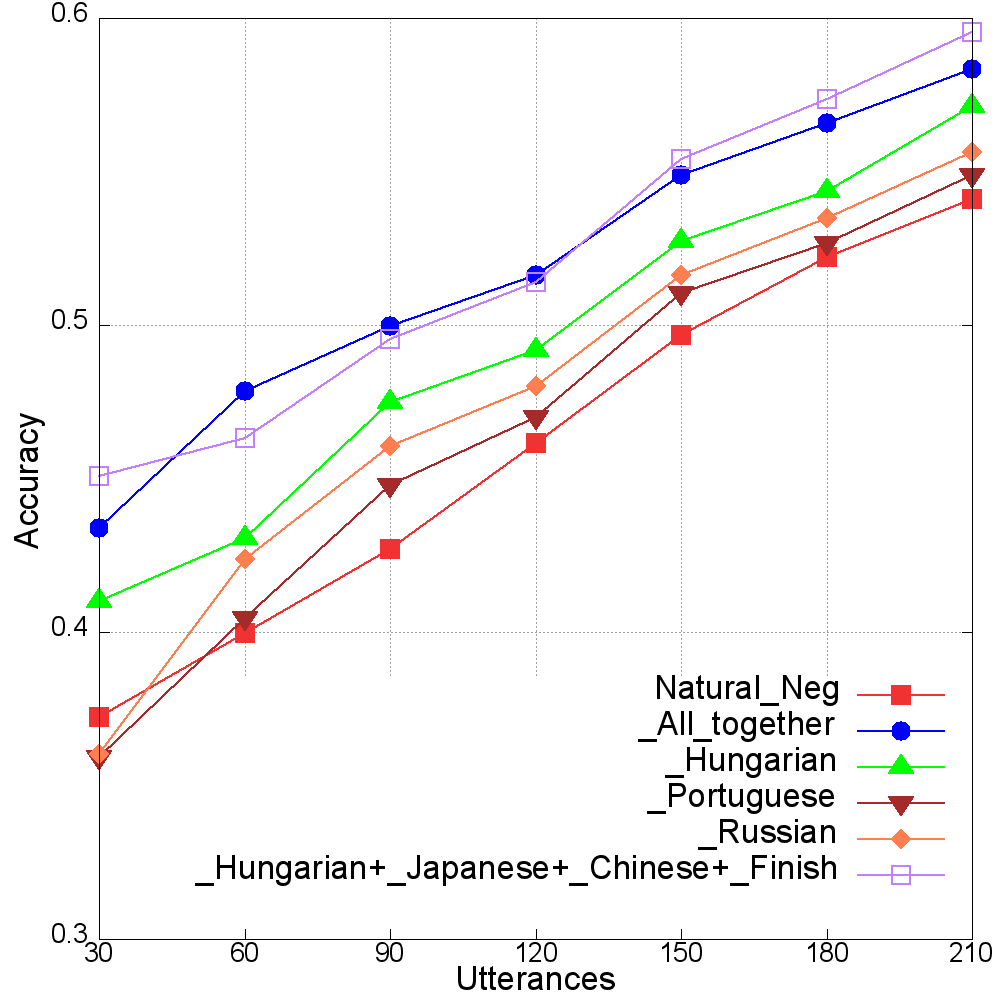 0.6
0.5
0.4
0.3
Accuracy
Natural_Neg
_All_together
_Hungarian
_Portuguese
_Russian
_Hungarian+_Japanese+_Chinese+_Finish
30 60 90 120 150 180 210
Utterances